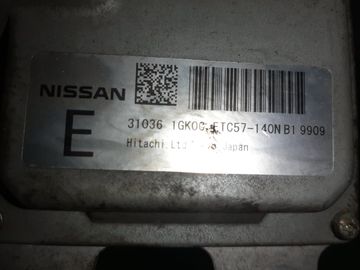 NISSAN
E
31036 1GK0C ETC57-140N B1 9909
Hitachi,Ltd. Japan